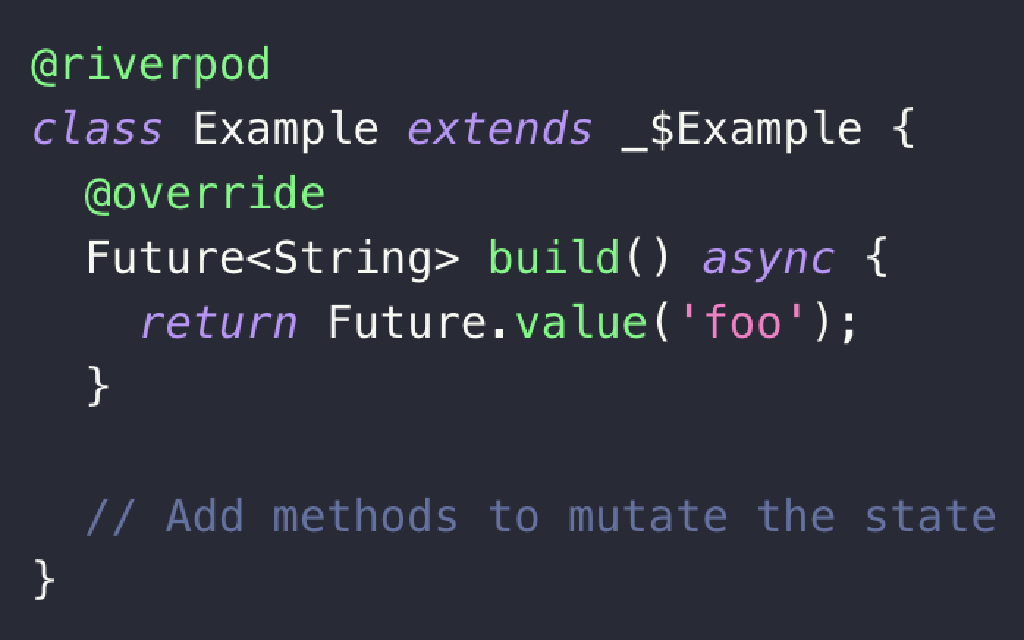 @riverpod
class Example extends _$Example {
  @override
  Future<String> build() async {
    return Future.value('foo');
  }

  // Add methods to mutate the state
}